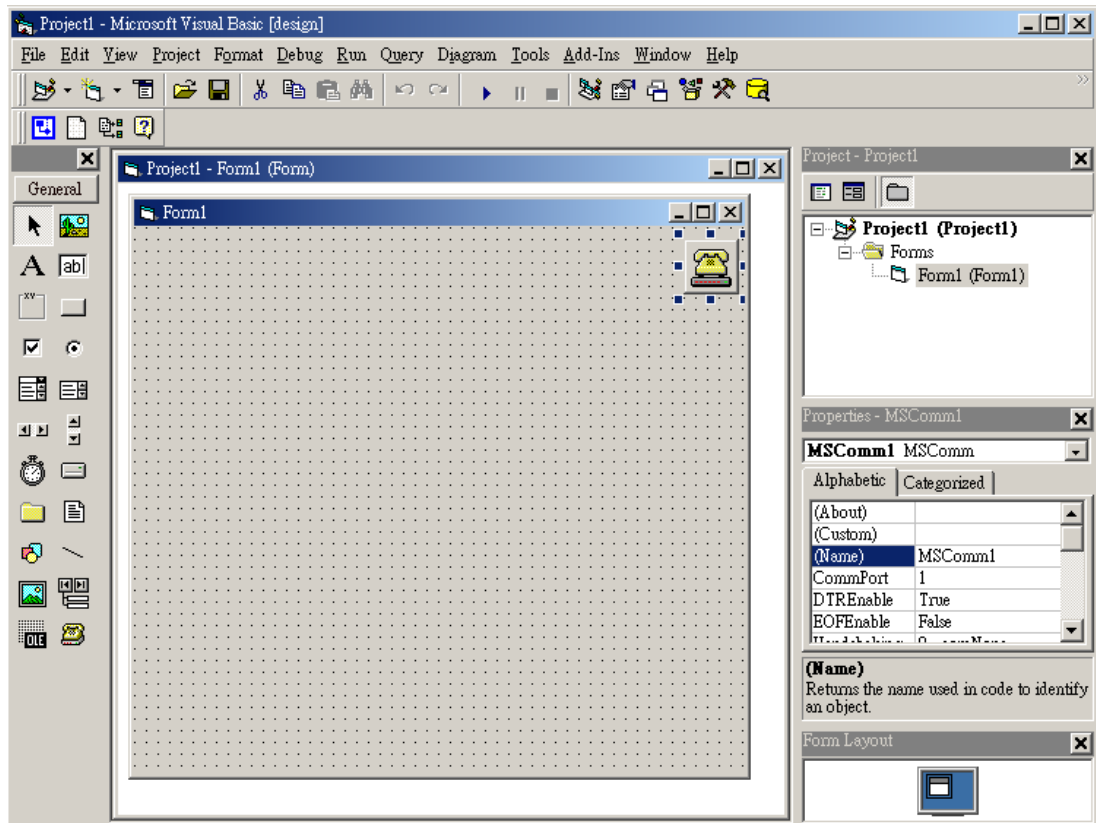 Project1 - Microsoft Visual Basic [design]
File Edit View Project Format Debug Run Query Diagram Tools Add-Ins Window Help
General
A
ab
XY
OLE
Project1 - Form1 (Form)
Form1
Project - Project1
Project1 (Project1)
Forms
Form1 (Form1)
Properties - MSComm1
MSComm1 MSComm
Alphabetic Categorized
(About)
(Custom)
(Name) MSComm1
CommPort 1
DTREnable True
EOFEnable False
(Name)
Returns the name used in code to identify
an object.
Form Layout